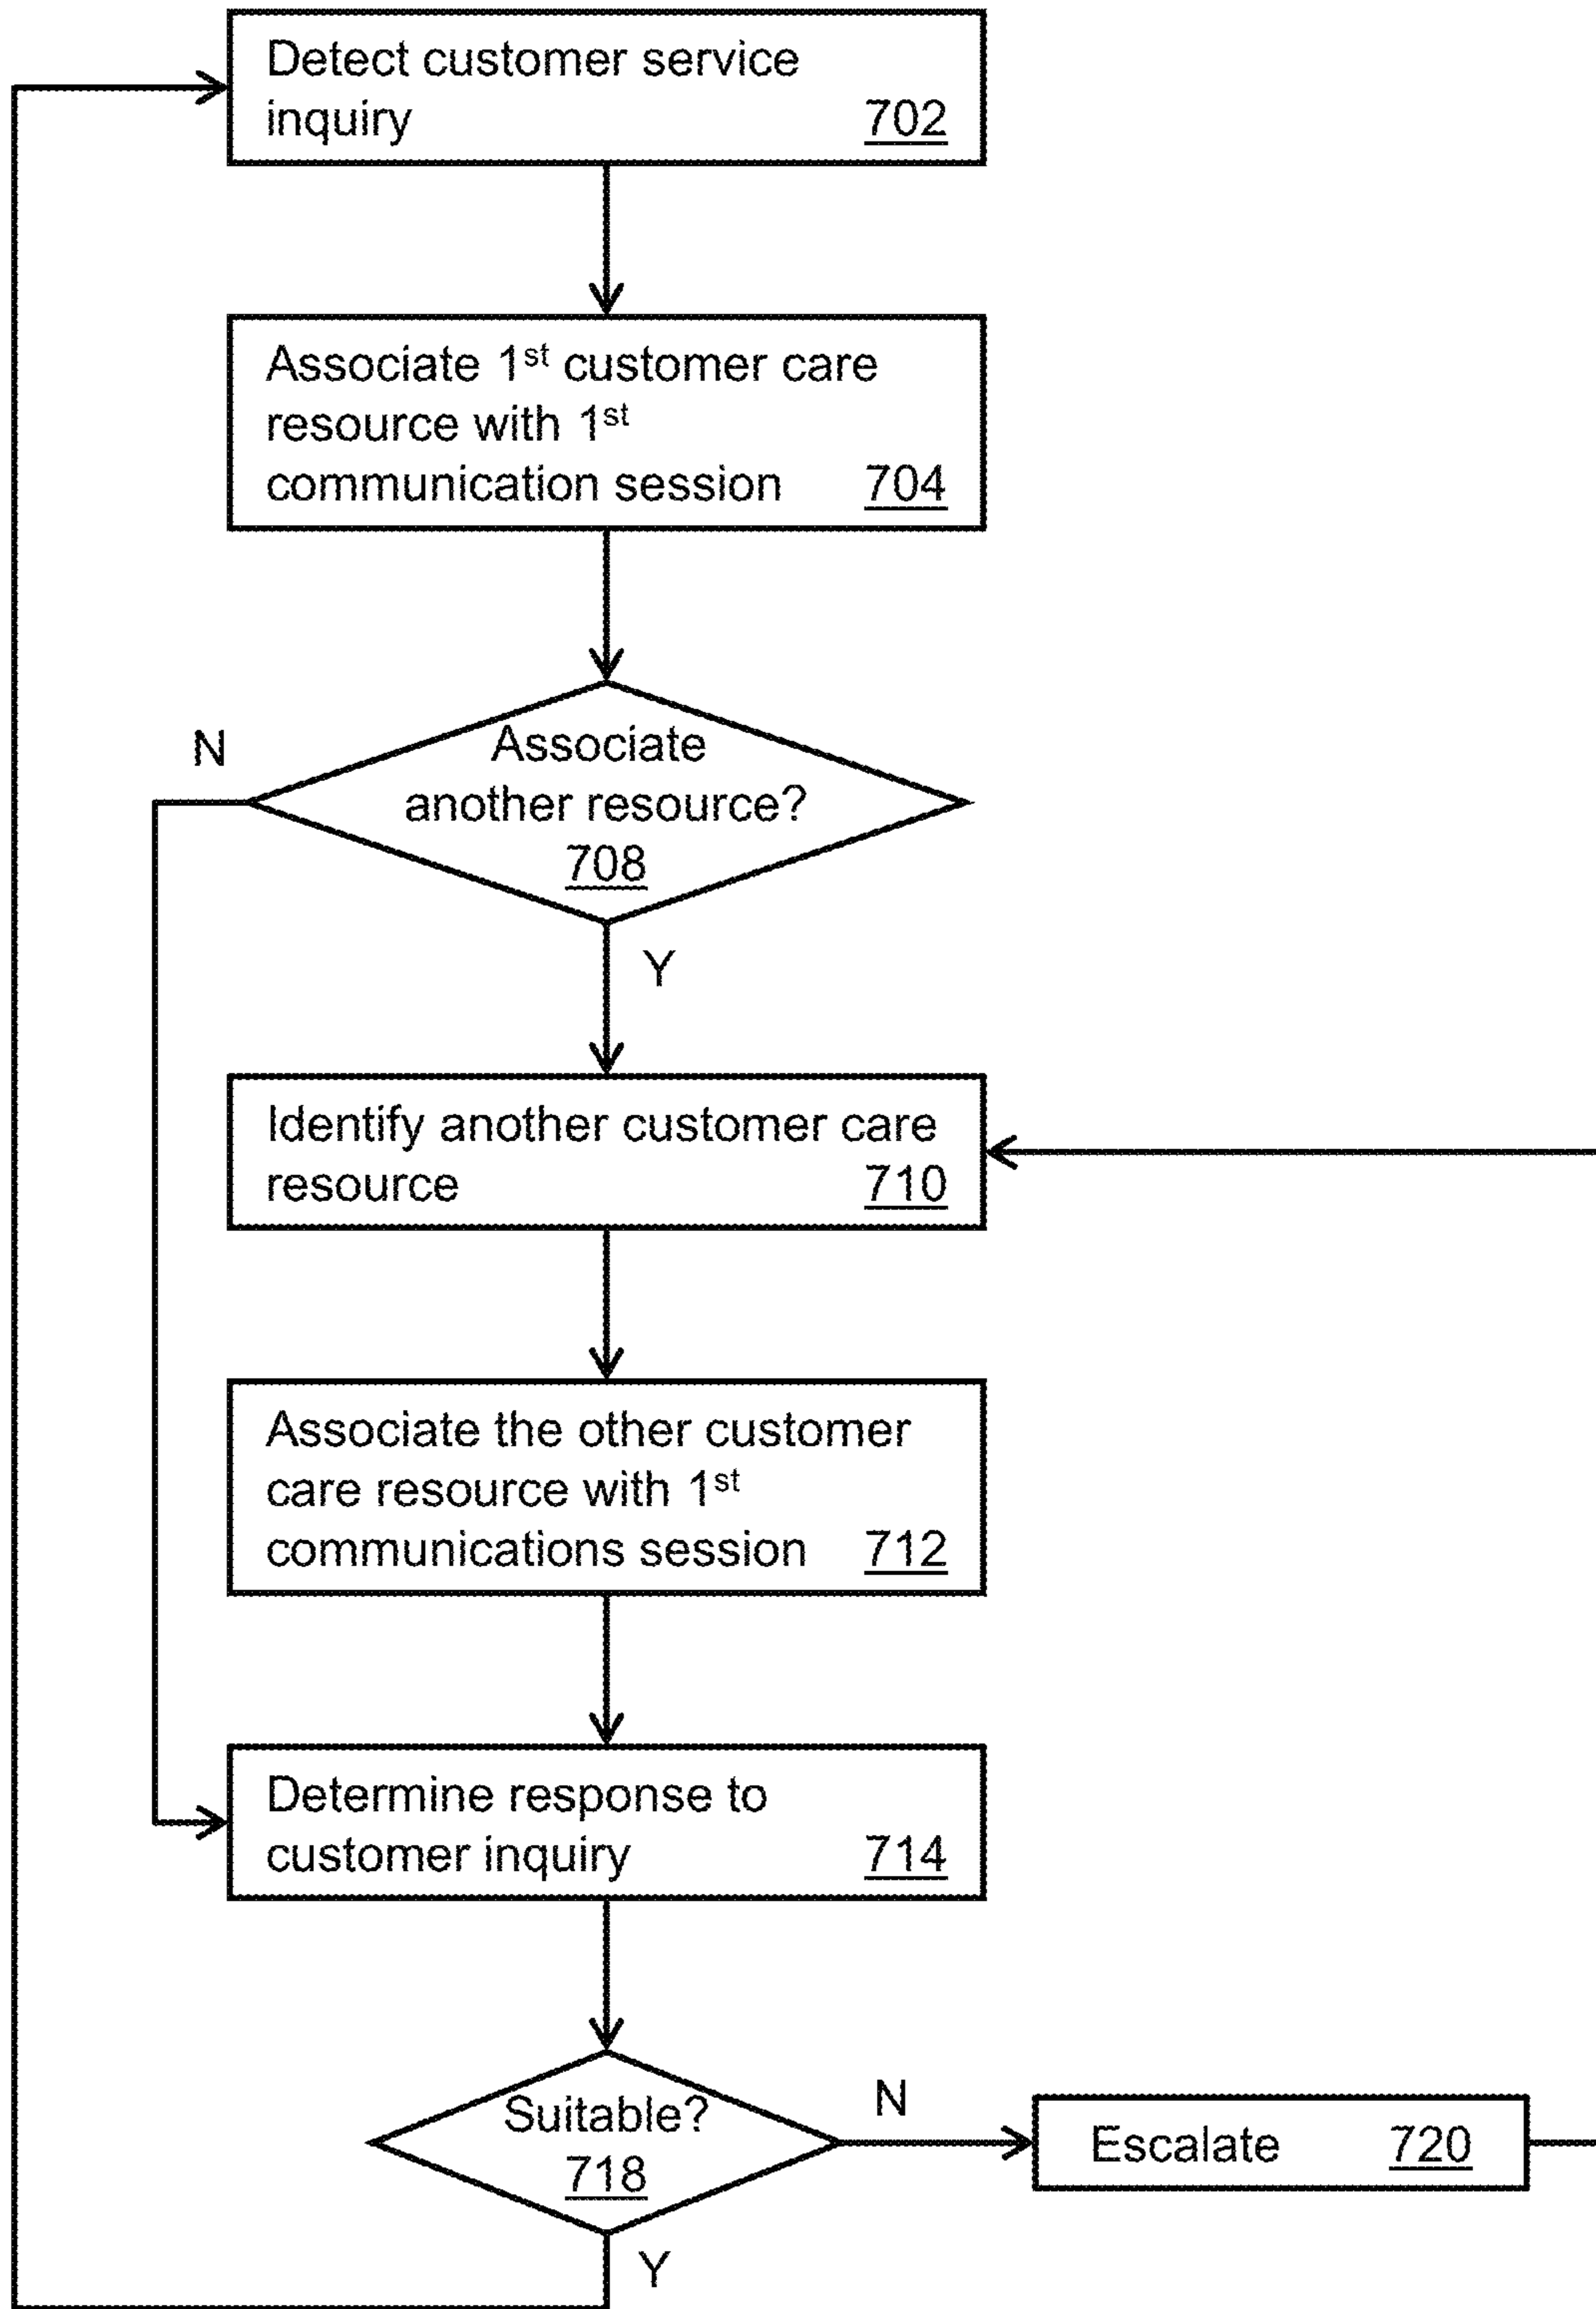 Detect customer service
inquiry 702
Associate 1st customer care
resource with 1st
communication session 704
N
Associate
another resource?
708
Y
Identify another customer care
resource 710
Associate the other customer
care resource with 1st
communications session 712
Determine response to
customer inquiry 714
Suitable?
718
N
Escalate 720
Y